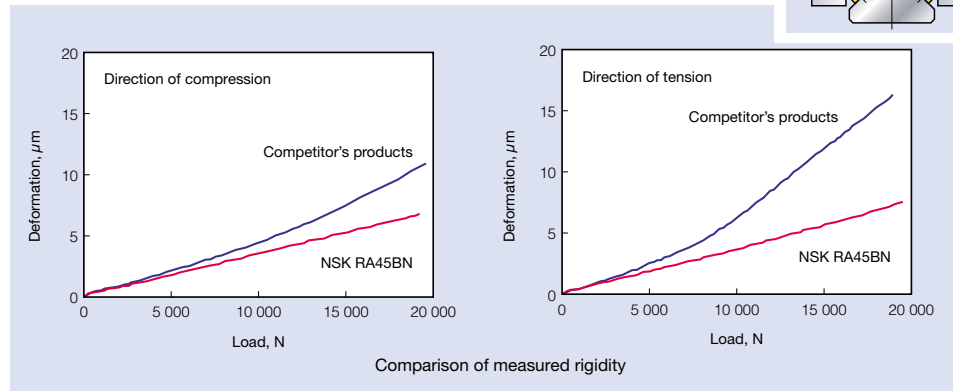 20
15
10
5
0
Direction of compression
Competitor's products
NSK RA45BN
Deformation, µm
0 5 000 10 000 15 000 20 000
Load, N
20
15
10
5
0
Direction of tension
Competitor's products
NSK RA45BN
Deformation, µm
0 5 000 10 000 15 000 20 000
Load, N
Comparison of measured rigidity